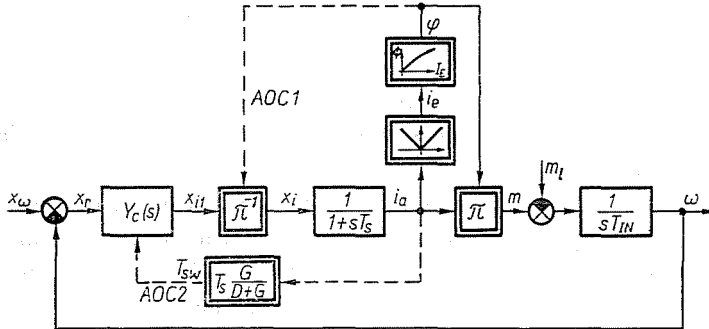 φ
Φ
I_E
AOC1
i_e
x_ω
x_r
Y_c(s)
x_i1
π^-1
x_i
1
1+sT_s
i_a
π
m
m_l
1
sT_IN
ω
T_sw
AOC2
T_s G
D+G